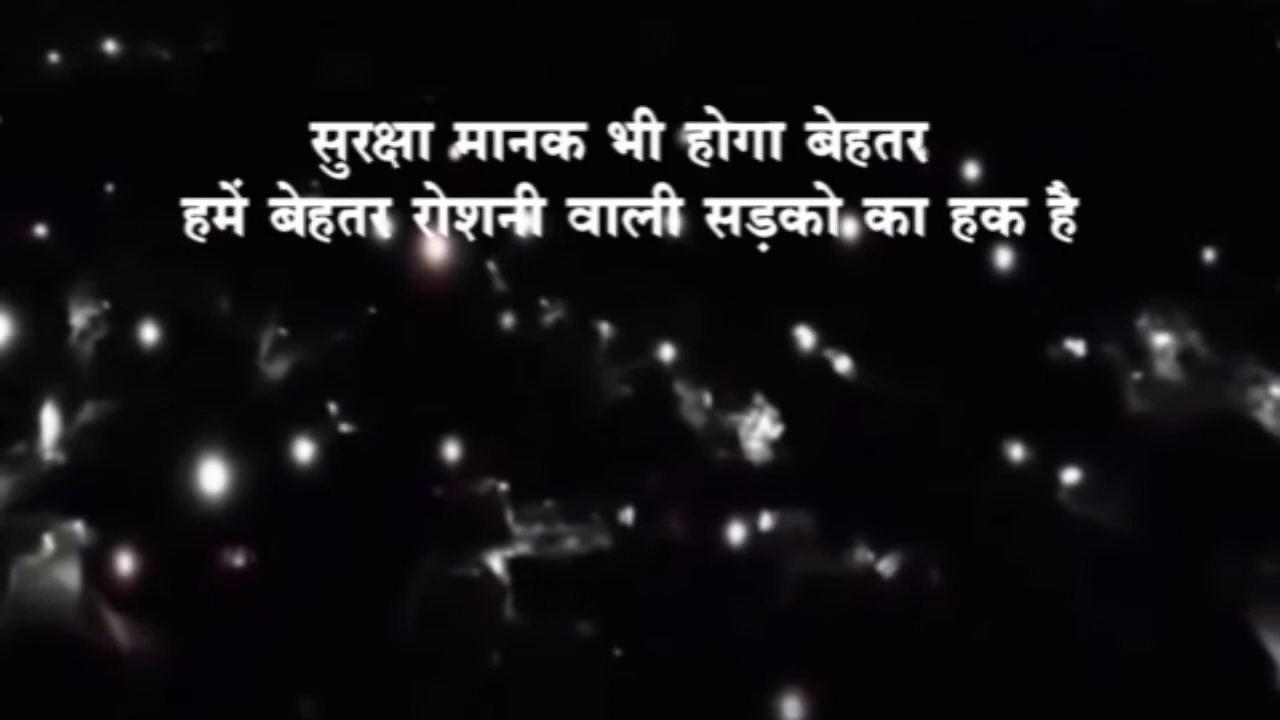 सुरक्षा मानक भी होगा बेहतर
हमें बेहतर रोशनी वाली सड़को का हक है